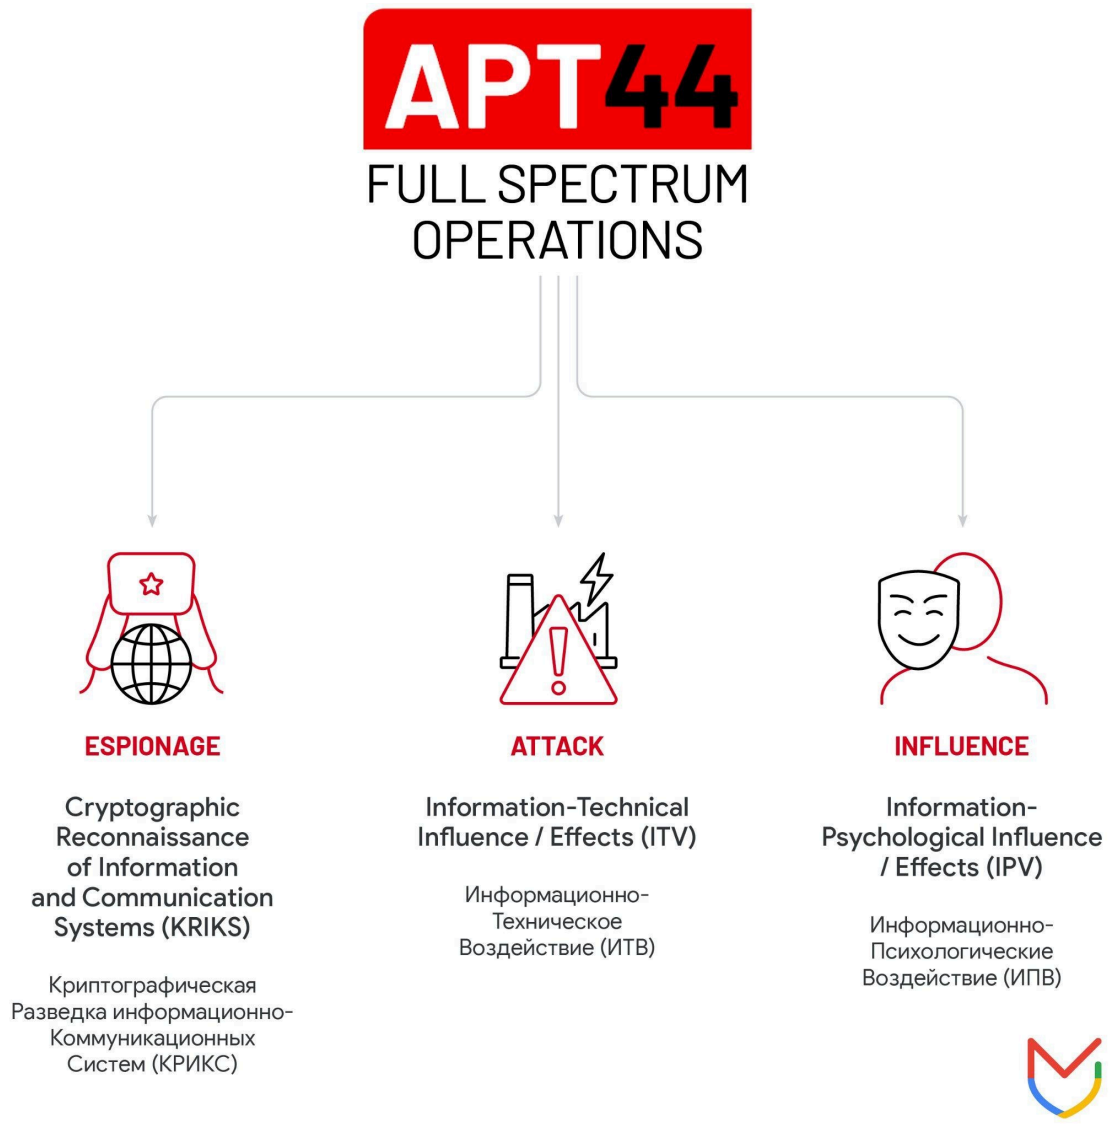 APT44
FULL SPECTRUM
OPERATIONS
ESPIONAGE
Cryptographic
Reconnaissance
of Information
and Communication
Systems (KRIKS)
Криптографическая
Разведка информационно-
Коммуникационных
Систем (КРИКС)
ATTACK
Information-Technical
Influence / Effects (ITV)
Информационно-
Техническое
Воздействие (ИТВ)
INFLUENCE
Information-
Psychological Influence
/ Effects (IPV)
Информационно-
Психологические
Воздействие (ИПВ)